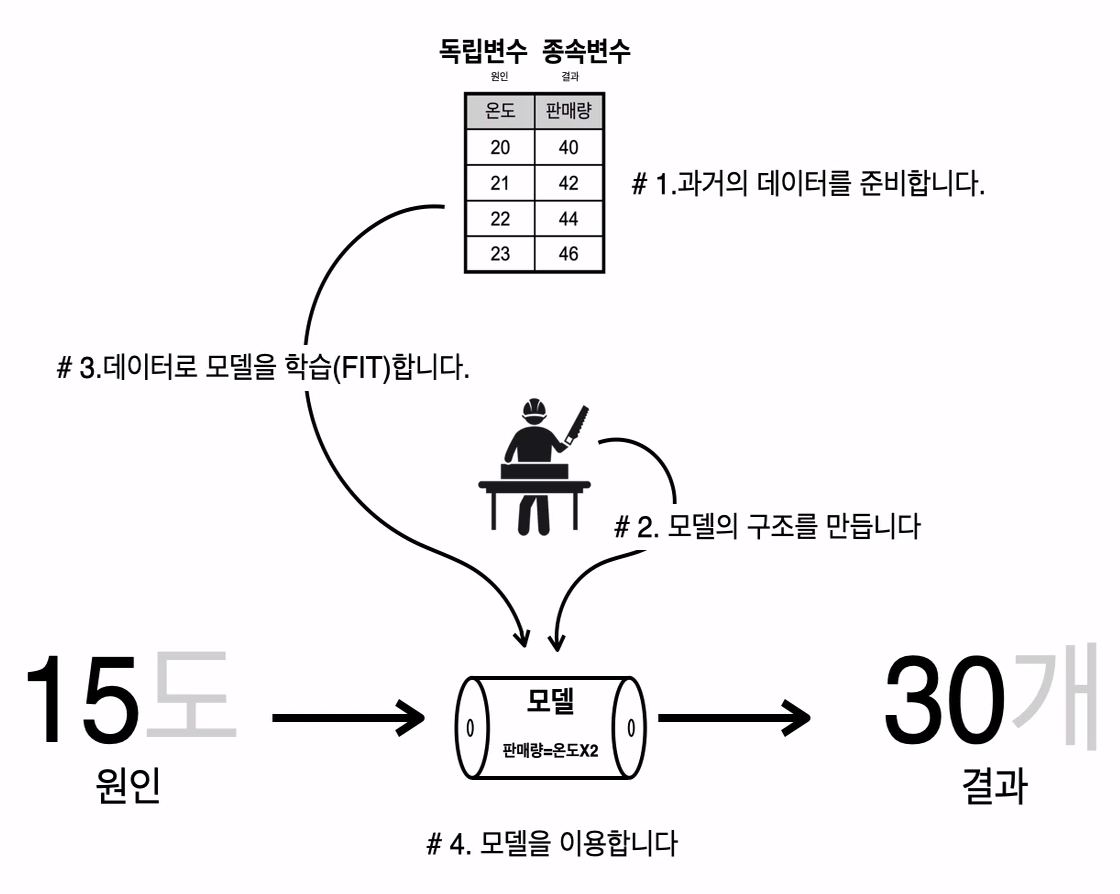 독립변수 종속변수
원인 결과
온도 판매량
20 40
21 42
22 44
23 46
# 1.과거의 데이터를 준비합니다.
# 3.데이터로 모델을 학습(FIT)합니다.
# 2. 모델의 구조를 만듭니다
15도
원인
모델
판매량=온도X2
30개
결과
# 4. 모델을 이용합니다